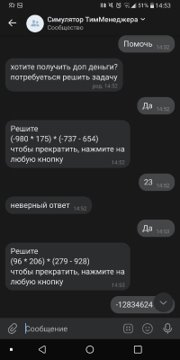 51% 14:53
Симулятор ТимМенеджера
Сообщество
Помочь 14:52
хотите получить доп деньги?
потребуеться решить задачу
ред. 14:52
Да 14:52
Решите
(-980 * 175) * (-737 - 654)
чтобы прекратить, нажмите на
любую кнопку 14:52
23 14:52
неверный ответ 14:52
Да 14:53
Решите
(96 * 206) * (279 - 928)
чтобы прекратить, нажмите на
любую кнопку 14:53
-12834624
Сообщение